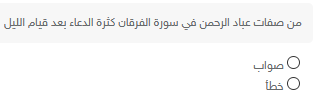 من صفات عباد الرحمن في سورة الفرقان كثرة الدعاء بعد قيام الليل
صواب
خطأ